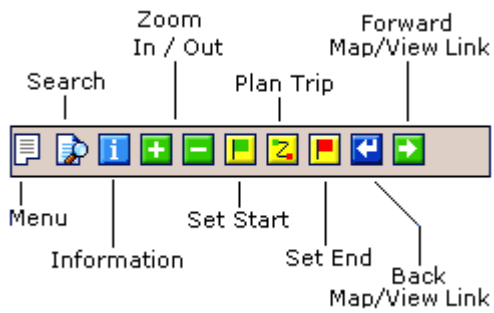 Zoom
In / Out
Forward
Map/View Link
Search
Plan Trip
i
Menu
Set Start
Information
Set End
Back
Map/View Link